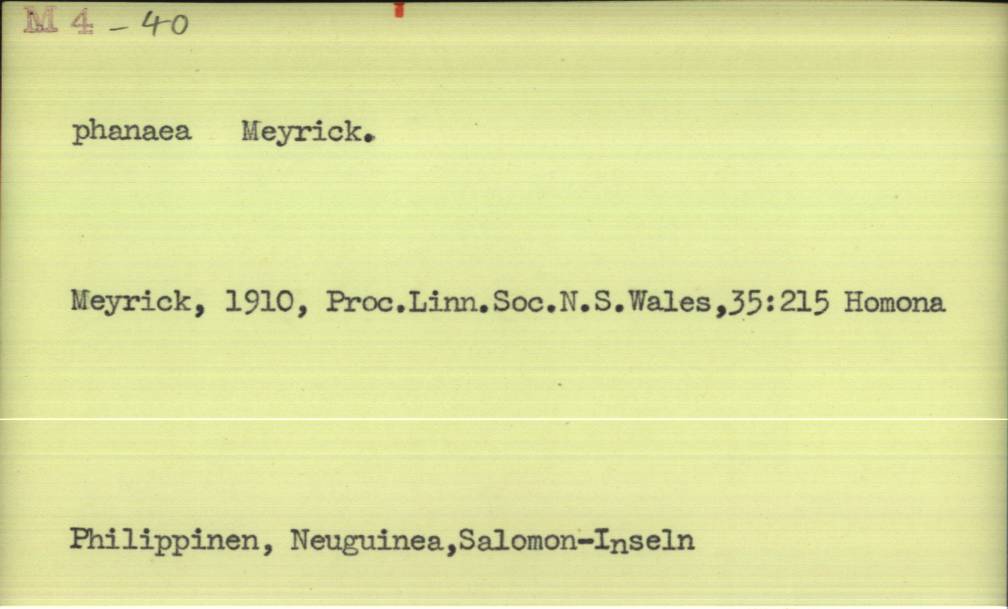 M 4 - 40
phanaea Meyrick.
Meyrick, 1910, Proc.Linn.Soc.N.S.Wales,35:215 Homona
Philippinen, Neuguinea,Salomon-Inseln